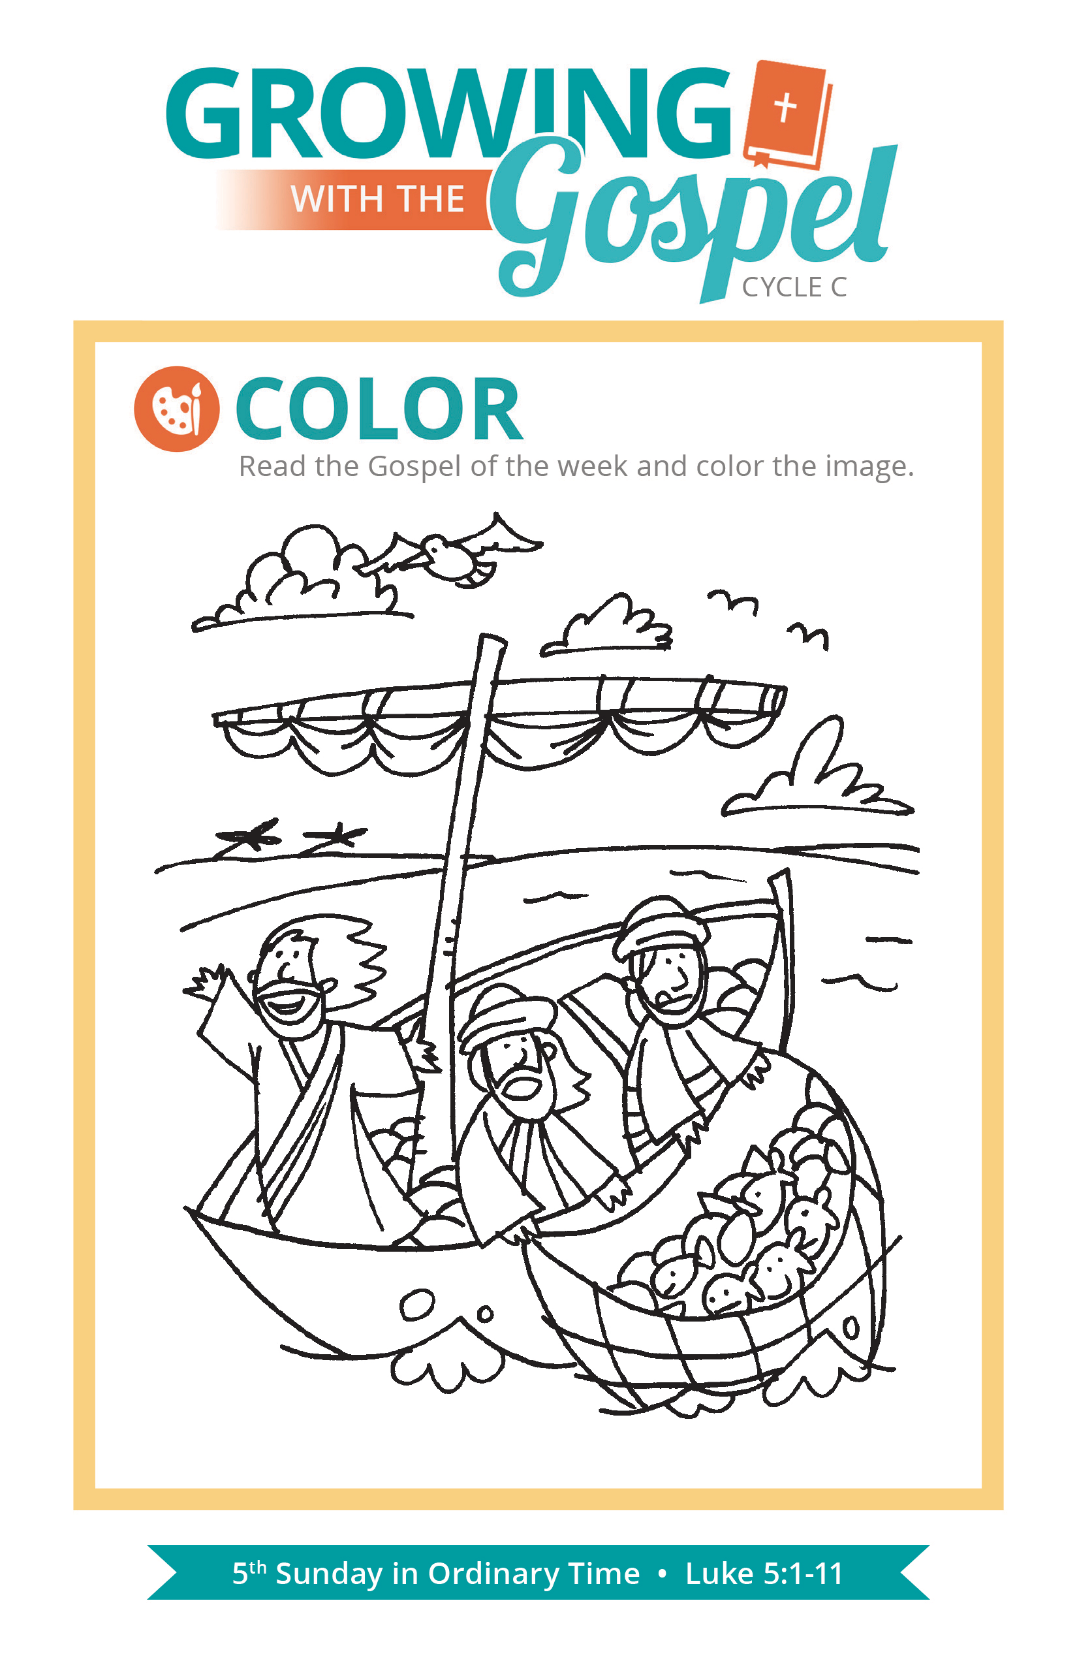 GROWING
WITH THE
Gospel
CYCLE C
COLOR
Read the Gospel of the week and color the image.
5th Sunday in Ordinary Time • Luke 5:1-11